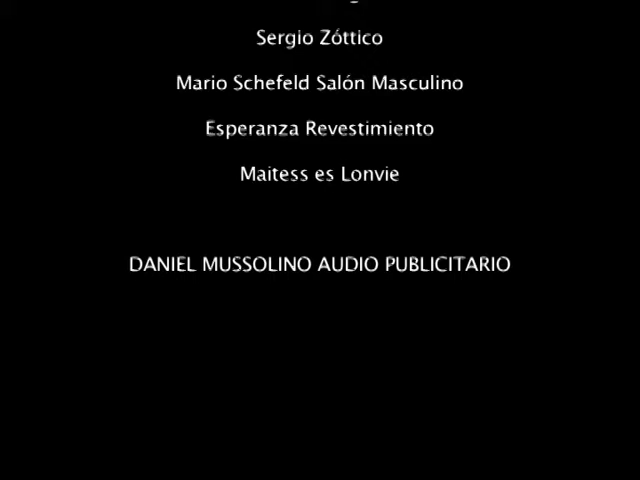 Sergio Zóttico
Mario Schefeld Salón Masculino
Esperanza Revestimiento
Maitess es Lonvie
DANIEL MUSSOLINO AUDIO PUBLICITARIO